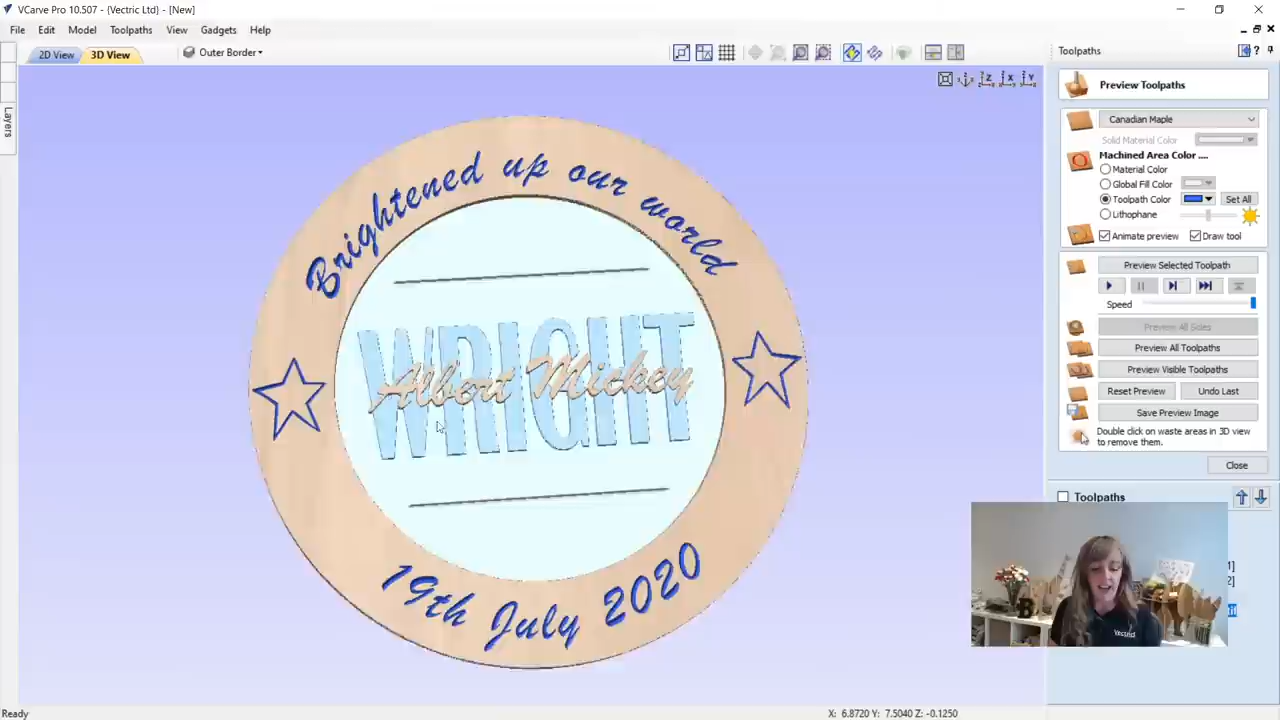 VCarve Pro 10.507 - {Vectric Ltd} - [New]
File Edit Model Toolpaths View Gadgets Help
2D View 3D View Outer Border
Toolpaths
Layers
Preview Toolpaths
Canadian Maple
Solid Material Color
Machined Area Color ....
Material Color
Global Fill Color
Toolpath Color Set All
Lithophane
Animate preview Draw tool
Preview Selected Toolpath
Speed
Preview All Sides
Preview All Toolpaths
Preview Visible Toolpaths
Reset Preview Undo Last
Save Preview Image
Double click on waste areas in 3D view
to remove them.
Close
Toolpaths
Brightened up our world
WRIGHT
Albert Mickey
19th July 2020
Z X Y
B
Vectric
Ready X: 6.8720 Y: 7.5040 Z: -0.1250